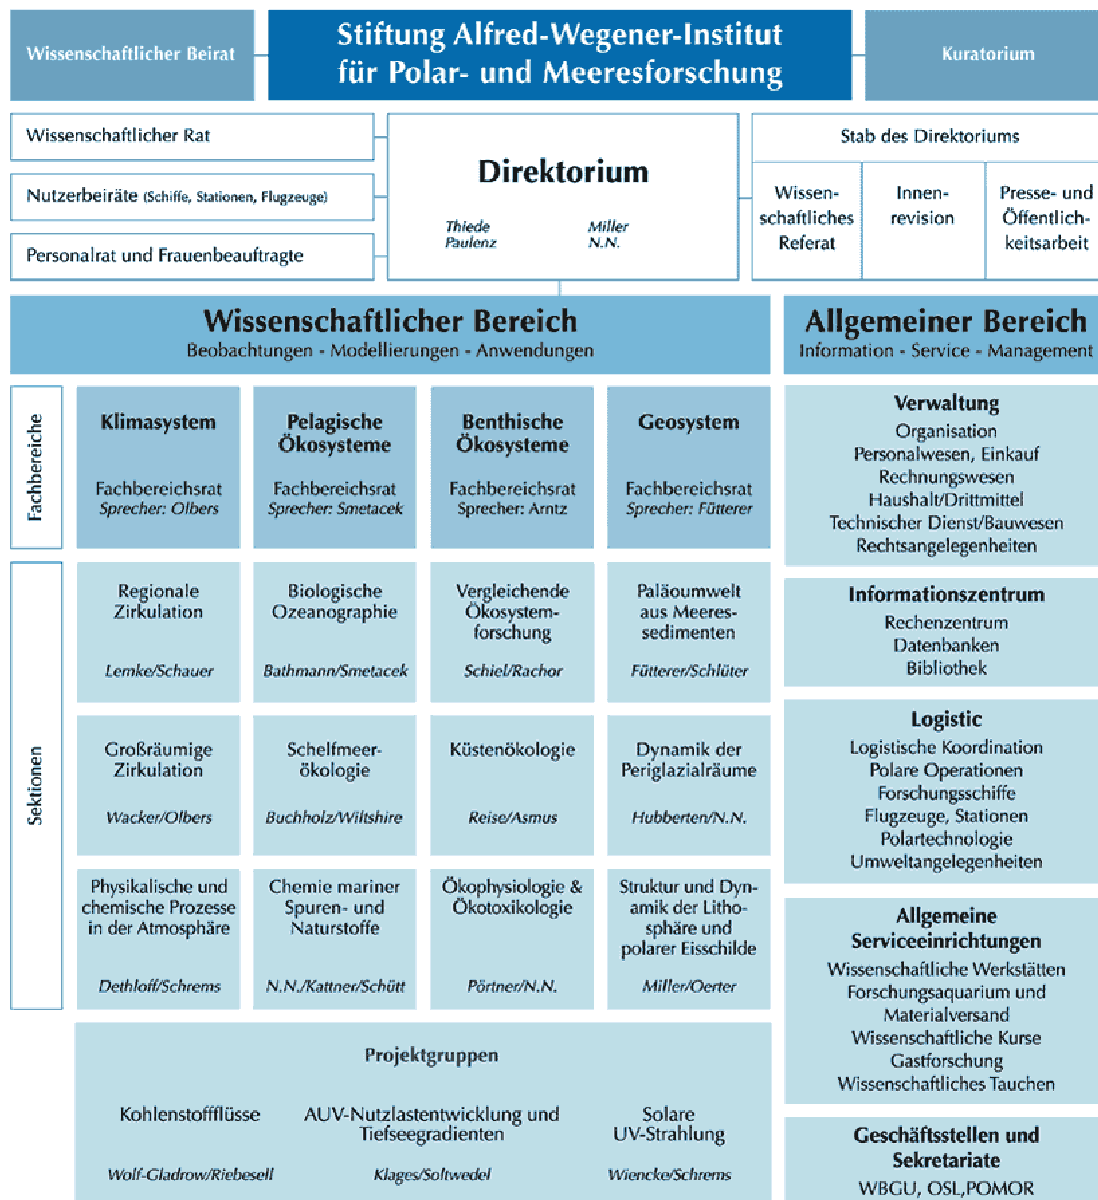 Wissenschaftlicher Beirat
Stiftung Alfred-Wegener-Institut
für Polar- und Meeresforschung
Kuratorium
Wissenschaftlicher Rat
Nutzerbeiräte (Schiffe, Stationen, Flugzeuge)
Personalrat und Frauenbeauftragte
Direktorium
Thiede
Miller
Paulenz
N.N.
Stab des Direktoriums
Wissen-
schaftliches
Referat
Innen-
revision
Presse- und
Öffentlich-
keitsarbeit
Wissenschaftlicher Bereich
Beobachtungen - Modellierungen - Anwendungen
Allgemeiner Bereich
Information - Service - Management
Fachbereiche
Klimasystem
Fachbereichsrat
Sprecher: Olbers
Pelagische
Ökosysteme
Fachbereichsrat
Sprecher: Smetacek
Benthische
Ökosysteme
Fachbereichsrat
Sprecher: Arntz
Geosystem
Fachbereichsrat
Sprecher: Fütterer
Sektionen
Regionale
Zirkulation
Lemke/Schauer
Biologische
Ozeanographie
Bathmann/Smetacek
Vergleichende
Ökosystem-
forschung
Schiel/Rachor
Paläoumwelt
aus Meeres-
sedimenten
Fütterer/Schlüter
Großräumige
Zirkulation
Wacker/Olbers
Schelfmeer-
ökologie
Buchholz/Wiltshire
Küstenökologie
Reise/Asmus
Dynamik der
Periglazialräume
Hubberten/N.N.
Physikalische und
chemische Prozesse
in der Atmosphäre
Dethloff/Schrems
Chemie mariner
Spuren- und
Naturstoffe
N.N./Kattner/Schütt
Ökophysiologie &
Ökotoxikologie
Pörtner/N.N.
Struktur und Dyn-
amik der Litho-
sphäre und
polarer Eisschilde
Miller/Oerter
Projektgruppen
Kohlenstoffflüsse
Wolf-Gladrow/Riebesell
AUV-Nutzlastentwicklung und
Tiefseegradienten
Klages/Soltwedel
Solare
UV-Strahlung
Wiencke/Schrems
Verwaltung
Organisation
Personalwesen, Einkauf
Rechnungswesen
Haushalt/Drittmittel
Technischer Dienst/Bauwesen
Rechtsangelegenheiten
Informationszentrum
Rechenzentrum
Datenbanken
Bibliothek
Logistic
Logistische Koordination
Polare Operationen
Forschungsschiffe
Flugzeuge, Stationen
Polartechnologie
Umweltangelegenheiten
Allgemeine
Serviceeinrichtungen
Wissenschaftliche Werkstätten
Forschungsaquarium und
Materialversand
Wissenschaftliche Kurse
Gastforschung
Wissenschaftliches Tauchen
Geschäftsstellen und
Sekretariate
WBGU, OSL,POMOR